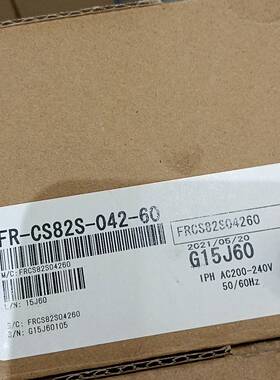 FR-CS82S-042-60
M/C: FRCS82S04260
S/N: 15J60
S/C: FRCS82S04260
S/N: G15J60105
FRCS82S04260
2021/05/20
G15J60
1PH AC200-240V
50/60Hz